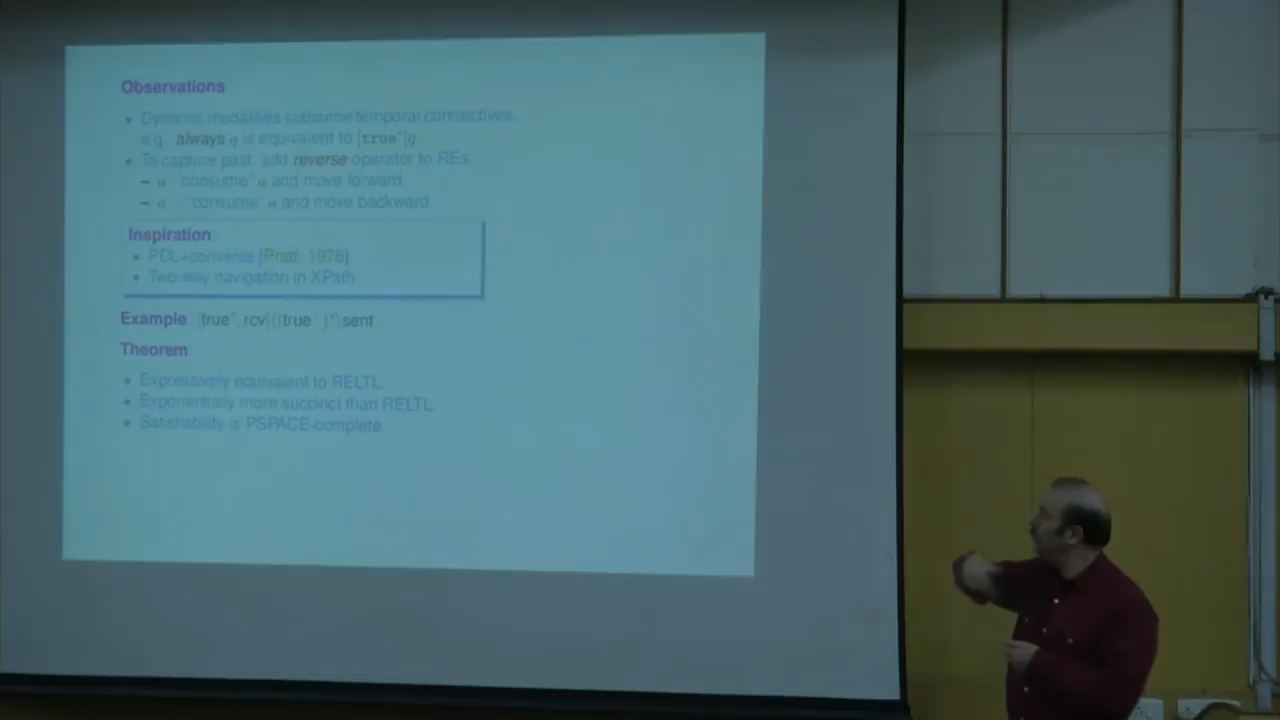 Observations
• Dynamic modalities subsume temporal connectives,
e.g. always q is equivalent to [true*]q
• To capture past, add reverse operator to REs.
– a: "consume" a and move forward.
– a⁻: "consume" a and move backward.
Inspiration:
• PDL+converse [Pratt, 1976]
• Two-way navigation in XPath
Example: [true*, rcv]⟨(true⁻)*⟩sent
Theorem:
• Expressively equivalent to RELTL.
• Exponentially more succinct than RELTL.
• Satisfiability is PSPACE-complete.